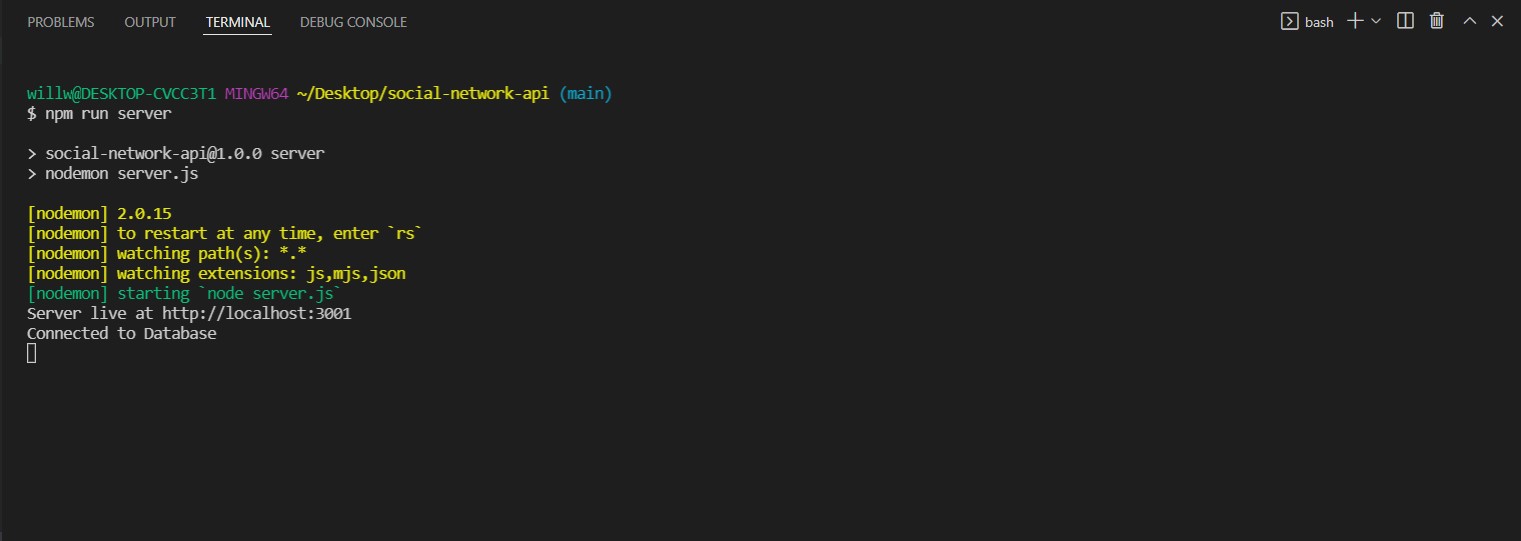 PROBLEMS OUTPUT TERMINAL DEBUG CONSOLE bash
willw@DESKTOP-CVCC3T1 MINGW64 ~/Desktop/social-network-api (main)
$ npm run server
> social-network-api@1.0.0 server
> nodemon server.js
[nodemon] 2.0.15
[nodemon] to restart at any time, enter `rs`
[nodemon] watching path(s): *.*
[nodemon] watching extensions: js,mjs,json
[nodemon] starting `node server.js`
Server live at http://localhost:3001
Connected to Database